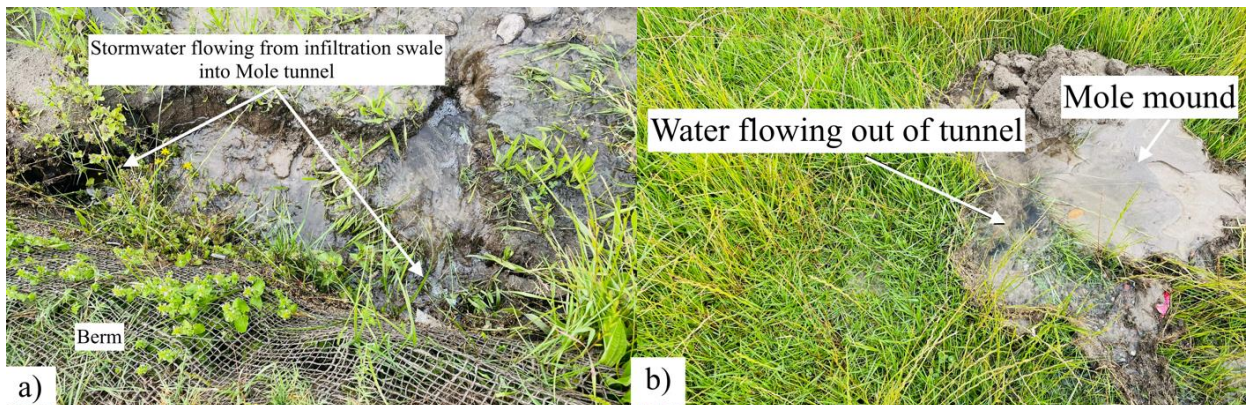 Stormwater flowing from infiltration swale
into Mole tunnel
Berm
a)
Mole mound
Water flowing out of tunnel
b)